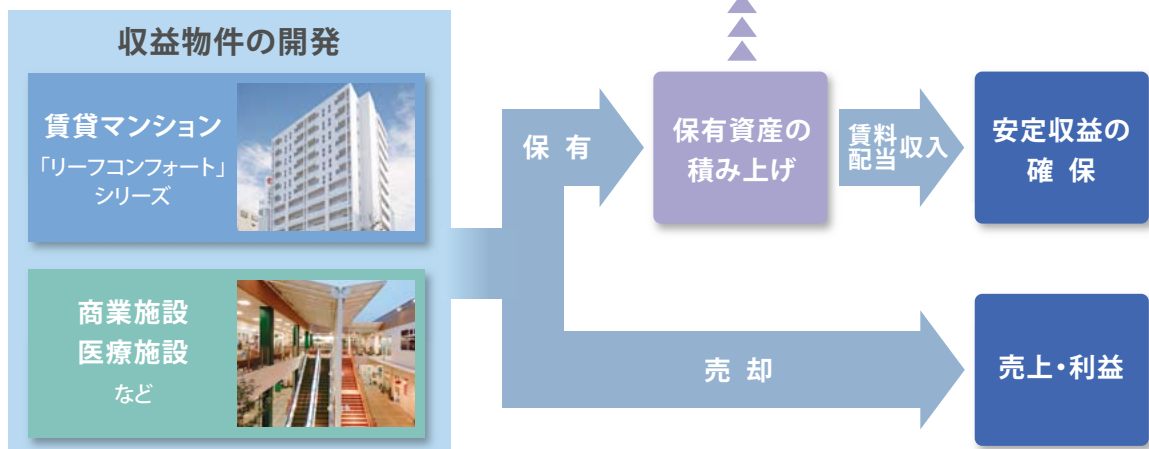 収益物件の開発
賃貸マンション
「リーフコンフォート」
シリーズ
商業施設
医療施設
など
保 有
保有資産の
積み上げ
賃料
配当
収入
安定収益の
確 保
売 却
売上・利益